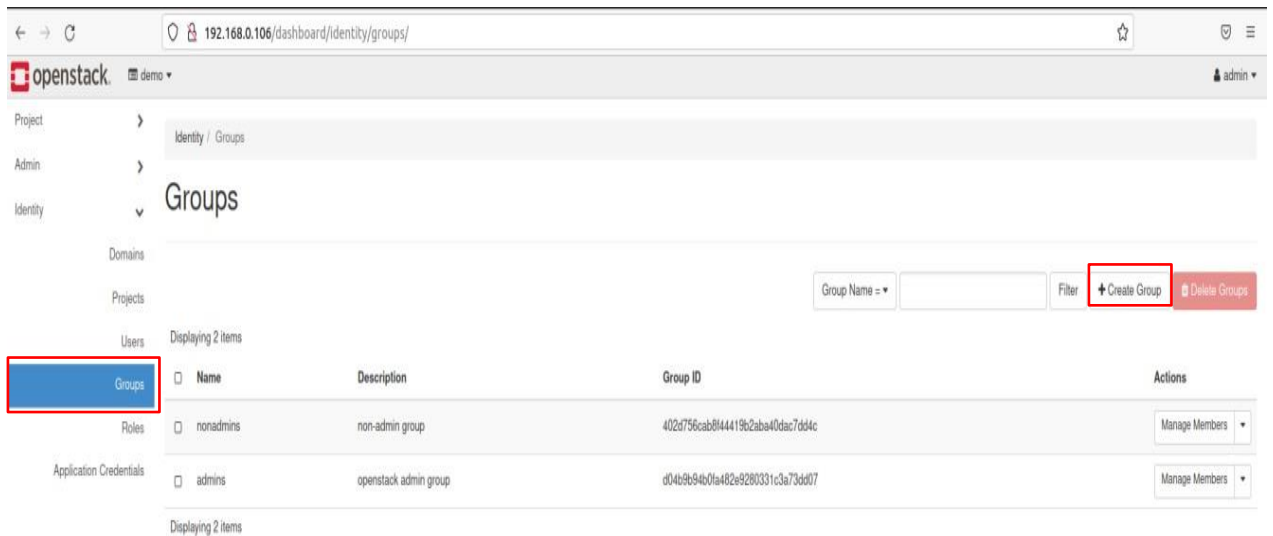 192.168.0.106/dashboard/identity/groups/
openstack. demo admin
Project
Admin
Identity
Domains
Projects
Users
Groups
Roles
Application Credentials
Identity / Groups
Groups
Group Name = Filter + Create Group Delete Groups
Displaying 2 items
Name Description Group ID Actions
nonadmins non-admin group 402d756cab8f44419b2aba40dac7dd4c Manage Members
admins openstack admin group d04b9b94b0fa482e9280331c3a73dd07 Manage Members
Displaying 2 items